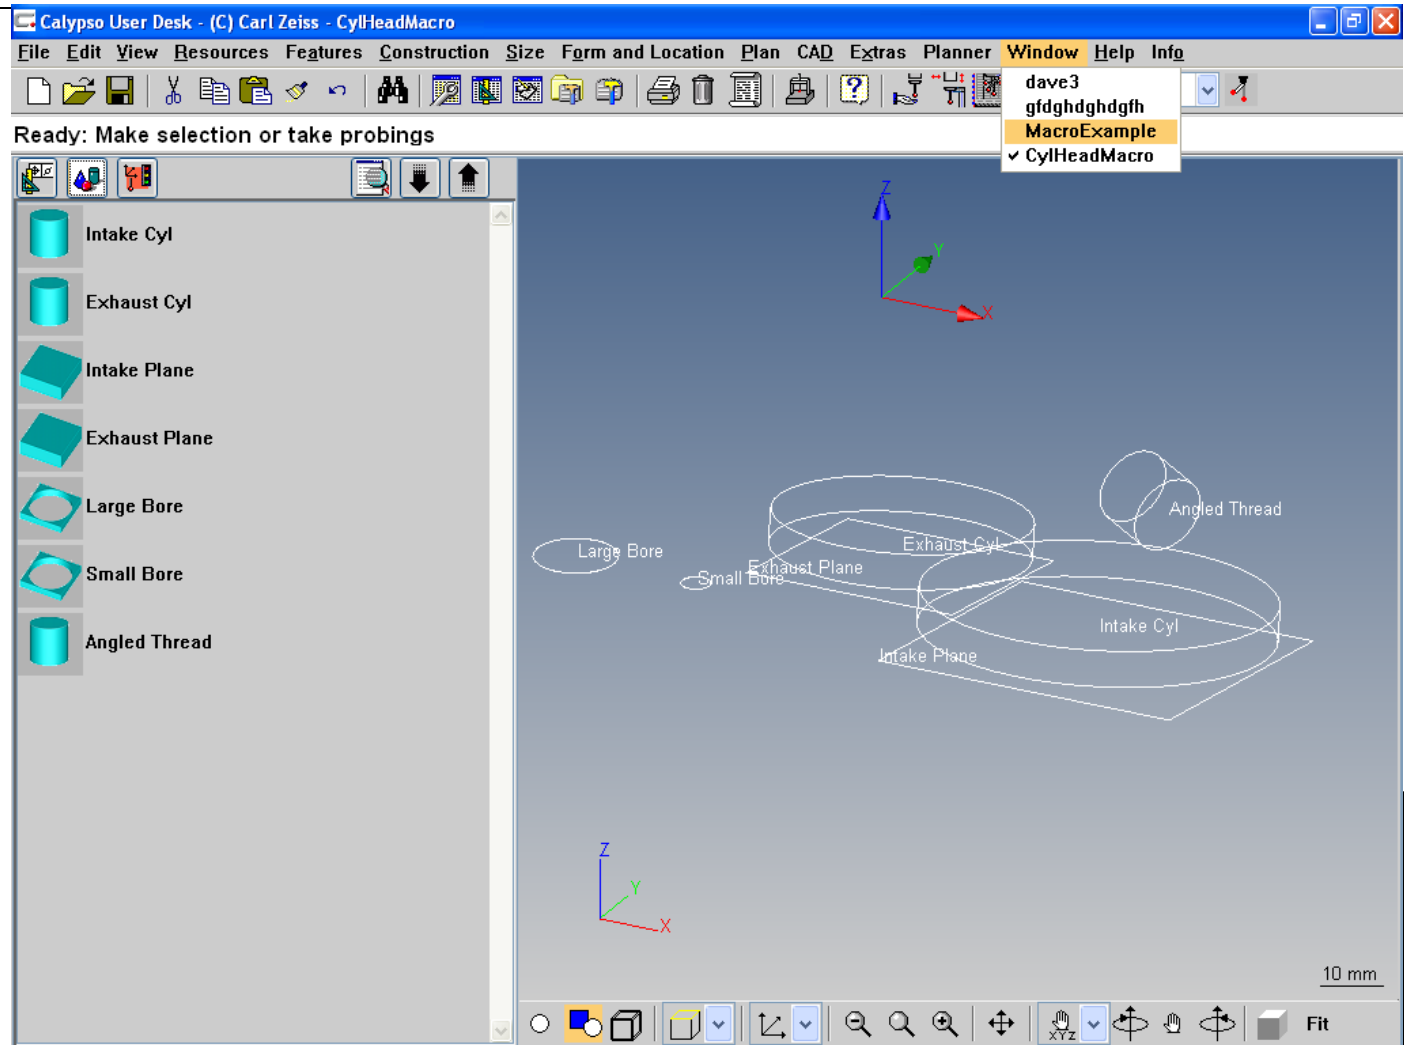 Calypso User Desk - (C) Carl Zeiss - CylHeadMacro
File Edit View Resources Features Construction Size Form and Location Plan CAD Extras Planner Window Help Info
dave3
gfdghdghdgfh
MacroExample
✓ CylHeadMacro
Ready: Make selection or take probings
Intake Cyl
Exhaust Cyl
Intake Plane
Exhaust Plane
Large Bore
Small Bore
Angled Thread
Z
Y
X
Angled Thread
Exhaust Cyl
Large Bore
Exhaust Plane
Small Bore
Intake Cyl
Intake Plane
Z
Y
X
10 mm
XYZ
Fit